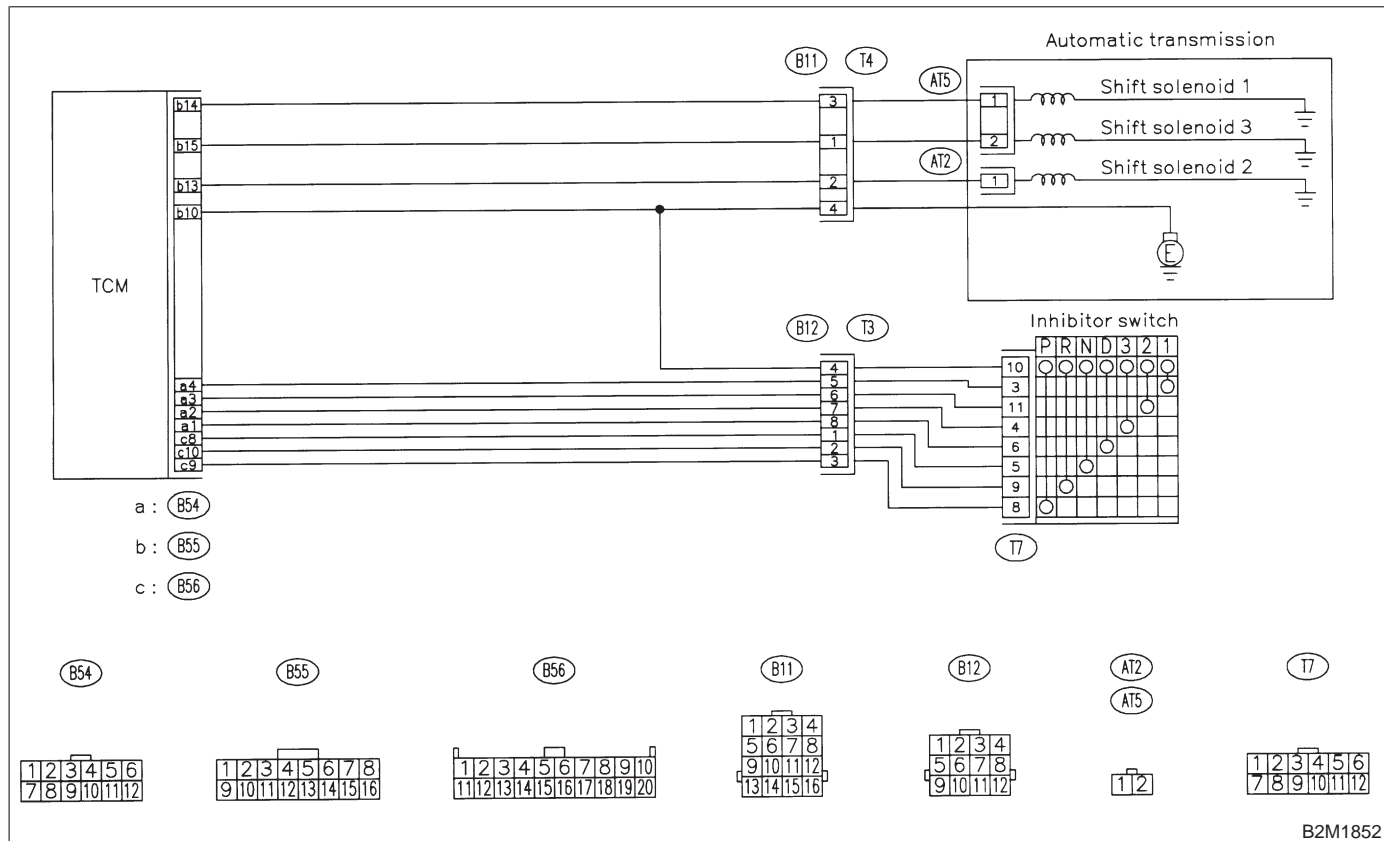 Automatic transmission
B11 T4
AT5
b14 3 1 Shift solenoid 1
b15 1 2 Shift solenoid 3
AT2
b13 2 1 Shift solenoid 2
b10 4
E
TCM
B12 T3
Inhibitor switch
P R N D 3 2 1
4 10
a4 5 3
a3 6 11
a2 7 4
a1 8 6
c8 1 5
c10 2 9
c9 3 8
T7
a : B54
b : B55
c : B56
B54 B55 B56 B11 B12 AT2 T7
AT5
1 2 3 4 5 6
7 8 9 10 11 12
1 2 3 4 5 6 7 8
9 10 11 12 13 14 15 16
1 2 3 4 5 6 7 8 9 10
11 12 13 14 15 16 17 18 19 20
1 2 3 4
5 6 7 8
9 10 11 12
13 14 15 16
1 2 3 4
5 6 7 8
9 10 11 12
1 2
1 2 3 4 5 6
7 8 9 10 11 12
B2M1852